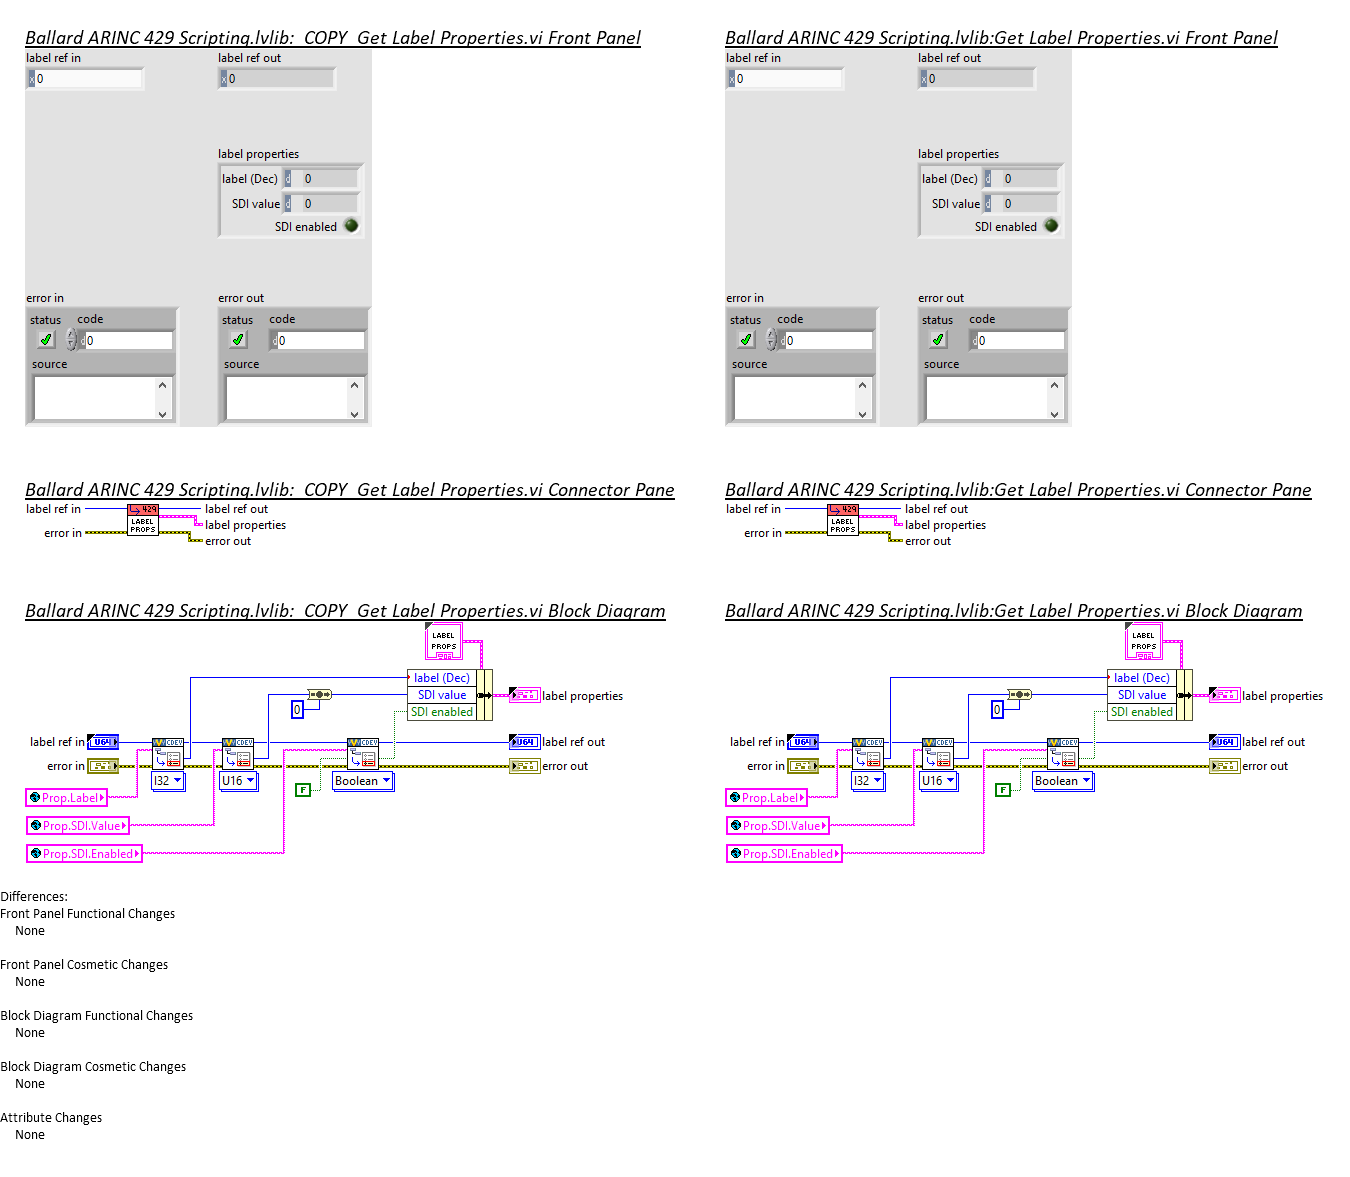 Ballard ARINC 429 Scripting.lvlib:  COPY  Get Label Properties.vi Front Panel
label ref in
x 0
label ref out
x 0
label properties
label (Dec) d 0
SDI value d 0
SDI enabled
error in
status code
d 0
source
error out
status code
d 0
source
Ballard ARINC 429 Scripting.lvlib:Get Label Properties.vi Front Panel
label ref in
x 0
label ref out
x 0
label properties
label (Dec) d 0
SDI value d 0
SDI enabled
error in
status code
d 0
source
error out
status code
d 0
source
Ballard ARINC 429 Scripting.lvlib:  COPY  Get Label Properties.vi Connector Pane
label ref in
error in
429
LABEL
PROPS
label ref out
label properties
error out
Ballard ARINC 429 Scripting.lvlib:Get Label Properties.vi Connector Pane
label ref in
error in
429
LABEL
PROPS
label ref out
label properties
error out
Ballard ARINC 429 Scripting.lvlib:  COPY  Get Label Properties.vi Block Diagram
LABEL
PROPS
label (Dec)
SDI value
SDI enabled
label properties
0
label ref in U64
CDEV
CDEV
CDEV
U64 label ref out
error in
error out
I32
U16
Boolean
F
Prop.Label
Prop.SDI.Value
Prop.SDI.Enabled
Ballard ARINC 429 Scripting.lvlib:Get Label Properties.vi Block Diagram
LABEL
PROPS
label (Dec)
SDI value
SDI enabled
label properties
0
label ref in U64
CDEV
CDEV
CDEV
U64 label ref out
error in
error out
I32
U16
Boolean
F
Prop.Label
Prop.SDI.Value
Prop.SDI.Enabled
Differences:
Front Panel Functional Changes
None
Front Panel Cosmetic Changes
None
Block Diagram Functional Changes
None
Block Diagram Cosmetic Changes
None
Attribute Changes
None